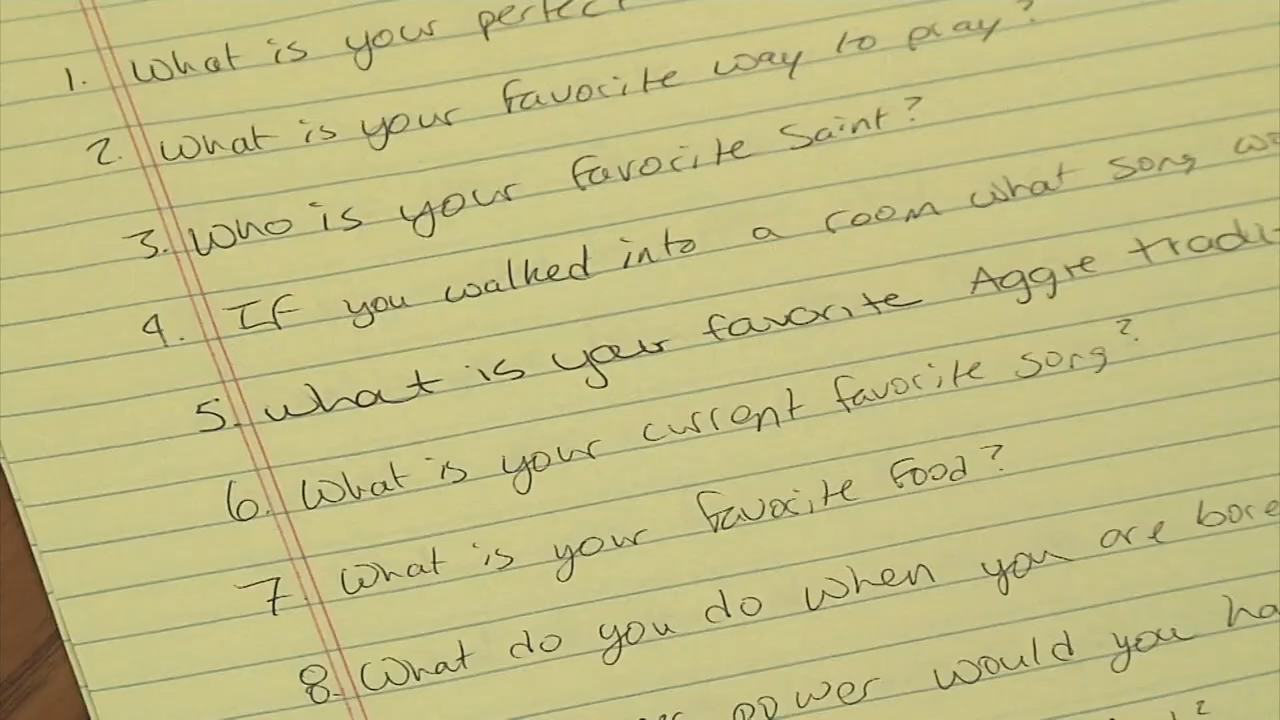 1. What is your perfect
2. What is your favorite way to pray?
3. Who is your favorite Saint?
4. If you walked into a room what song
5. What is your favorite Aggie
6. What is your current favorite song?
7. What is your favorite food?
8. What do you do when you are
power would you